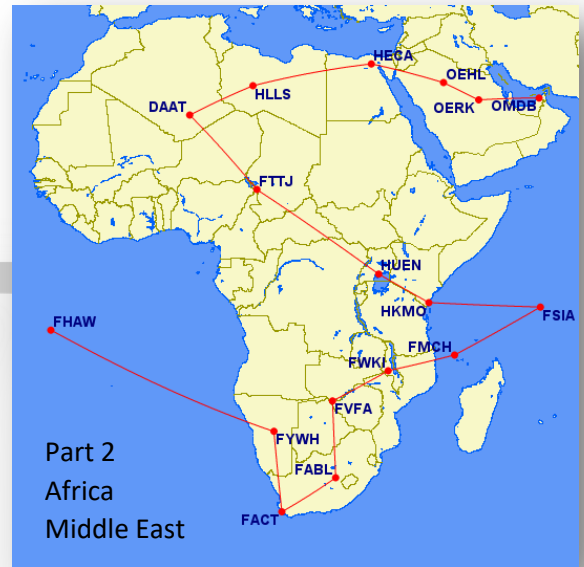 HECA
OEHL
HLLS
OERK
OMDB
DAAT
FTTJ
HUEN
HKMO
FSIA
FHAW
FMCH
FWKI
FVFA
FYWH
FABL
FACT
Part 2
Africa
Middle East